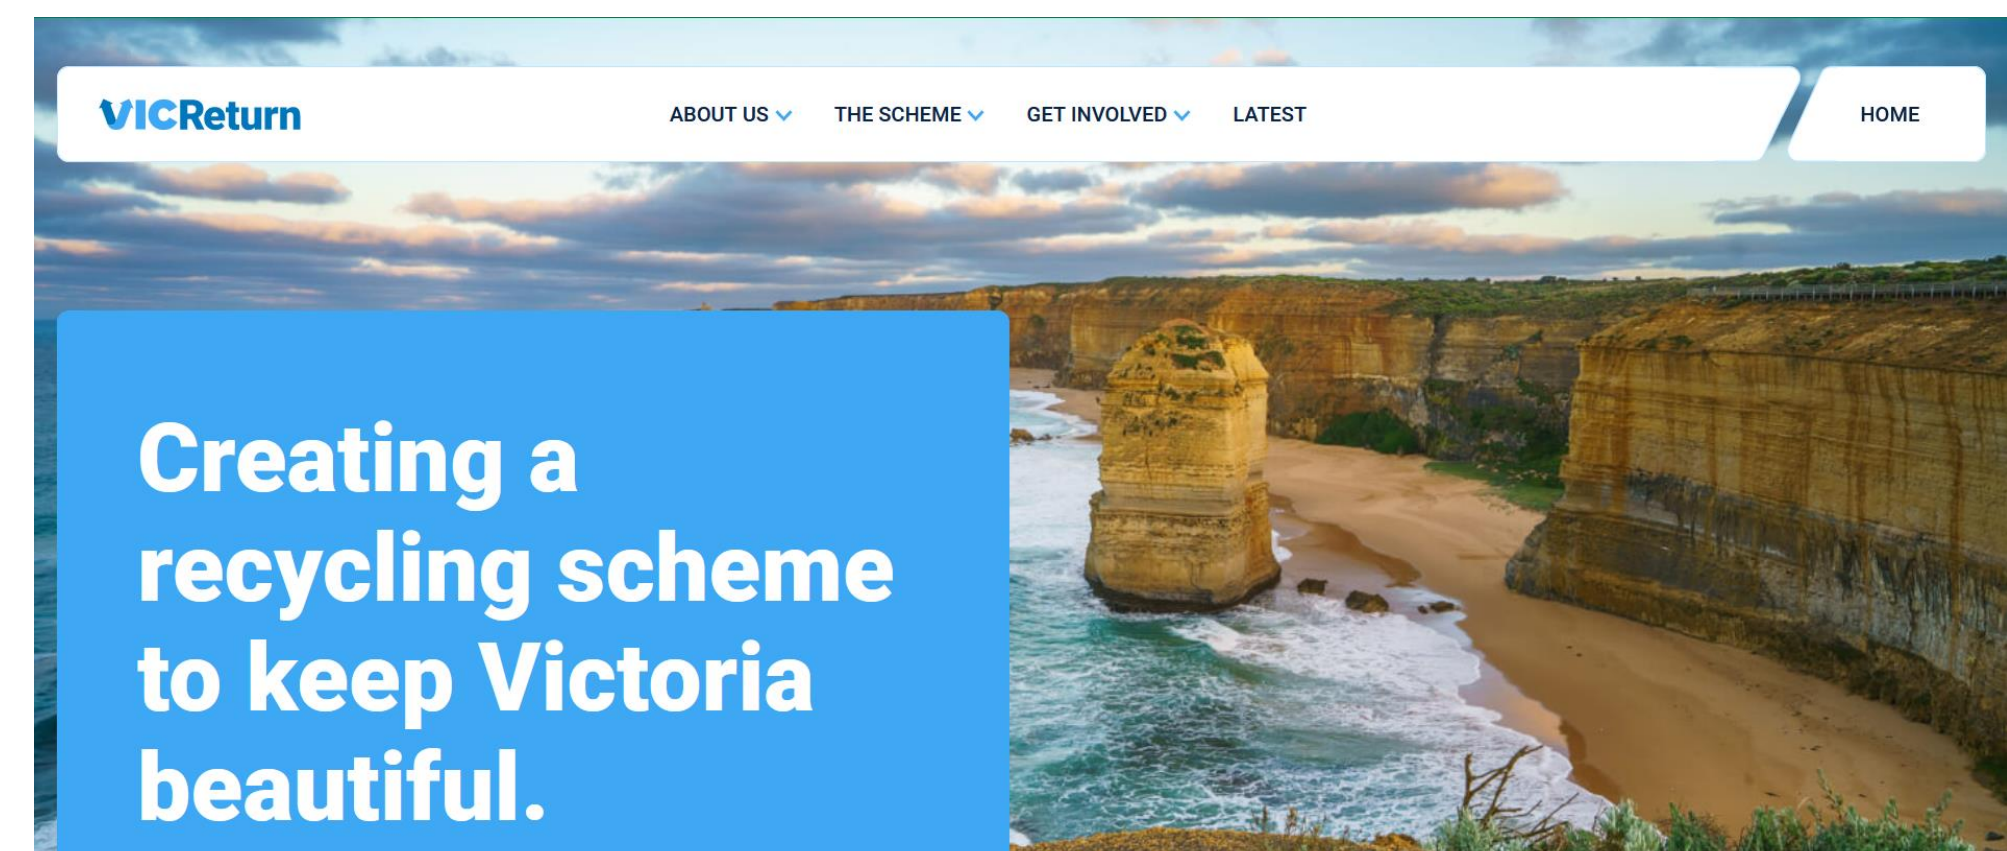 VICReturn
ABOUT US
THE SCHEME
GET INVOLVED
LATEST
HOME
Creating a
recycling scheme
to keep Victoria
beautiful.